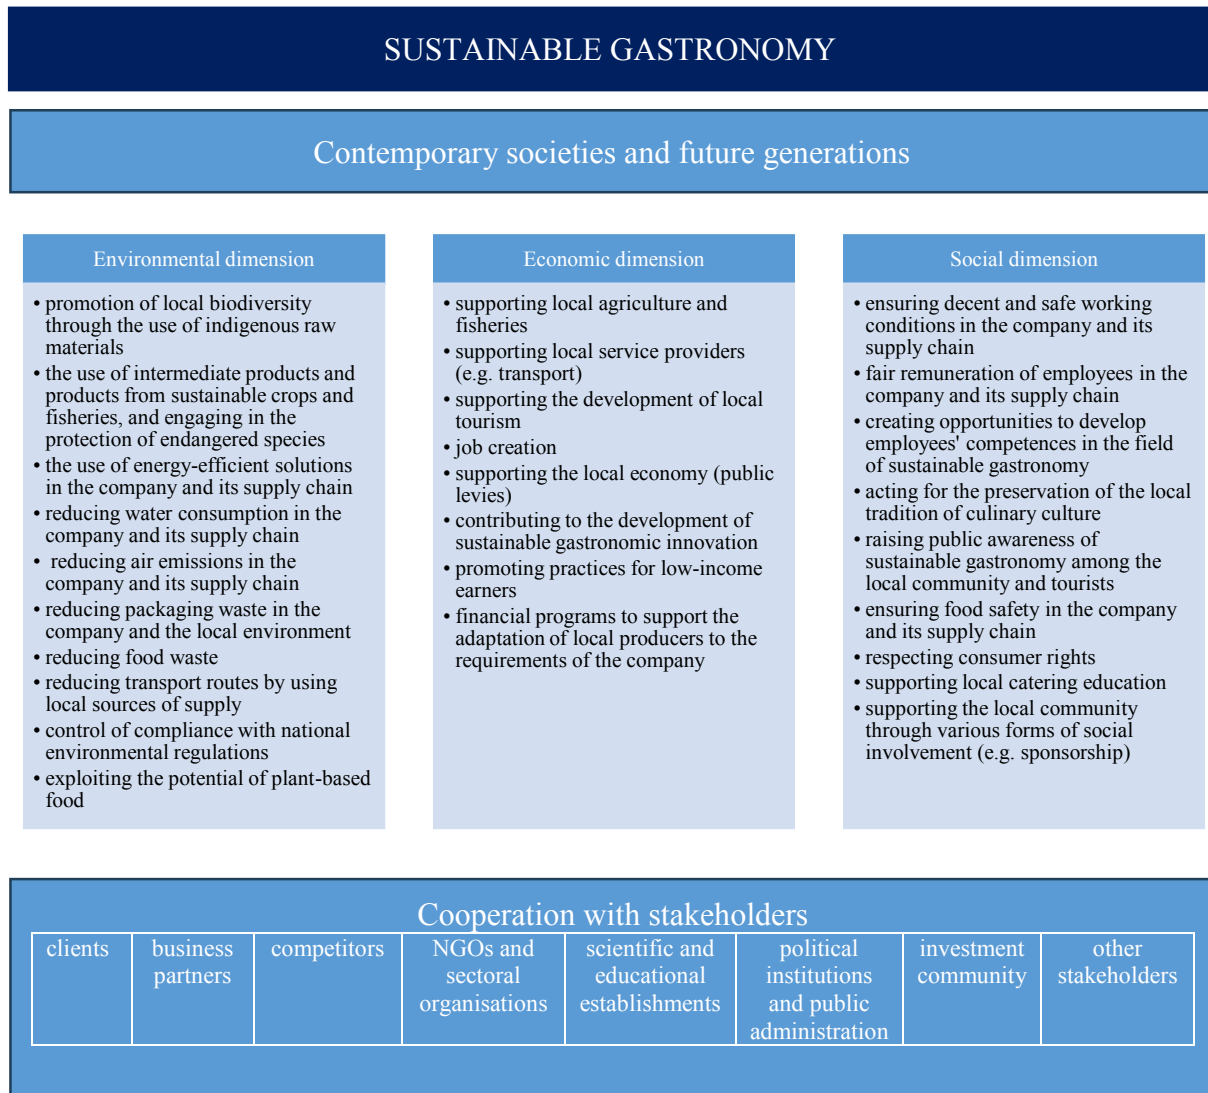 SUSTAINABLE GASTRONOMY
Contemporary societies and future generations
Environmental dimension
• promotion of local biodiversity
through the use of indigenous raw
materials
• the use of intermediate products and
products from sustainable crops and
fisheries, and engaging in the
protection of endangered species
• the use of energy-efficient solutions
in the company and its supply chain
• reducing water consumption in the
company and its supply chain
• reducing air emissions in the
company and its supply chain
• reducing packaging waste in the
company and the local environment
• reducing food waste
• reducing transport routes by using
local sources of supply
• control of compliance with national
environmental regulations
• exploiting the potential of plant-based
food
Economic dimension
• supporting local agriculture and
fisheries
• supporting local service providers
(e.g. transport)
• supporting the development of local
tourism
• job creation
• supporting the local economy (public
levies)
• contributing to the development of
sustainable gastronomic innovation
• promoting practices for low-income
earners
• financial programs to support the
adaptation of local producers to the
requirements of the company
Social dimension
• ensuring decent and safe working
conditions in the company and its
supply chain
• fair remuneration of employees in the
company and its supply chain
• creating opportunities to develop
employees' competences in the field
of sustainable gastronomy
• acting for the preservation of the local
tradition of culinary culture
• raising public awareness of
sustainable gastronomy among the
local community and tourists
• ensuring food safety in the company
and its supply chain
• respecting consumer rights
• supporting local catering education
• supporting the local community
through various forms of social
involvement (e.g. sponsorship)
Cooperation with stakeholders
clients
business
partners
competitors
NGOs and
sectoral
organisations
scientific and
educational
establishments
political
institutions
and public
administration
investment
community
other
stakeholders